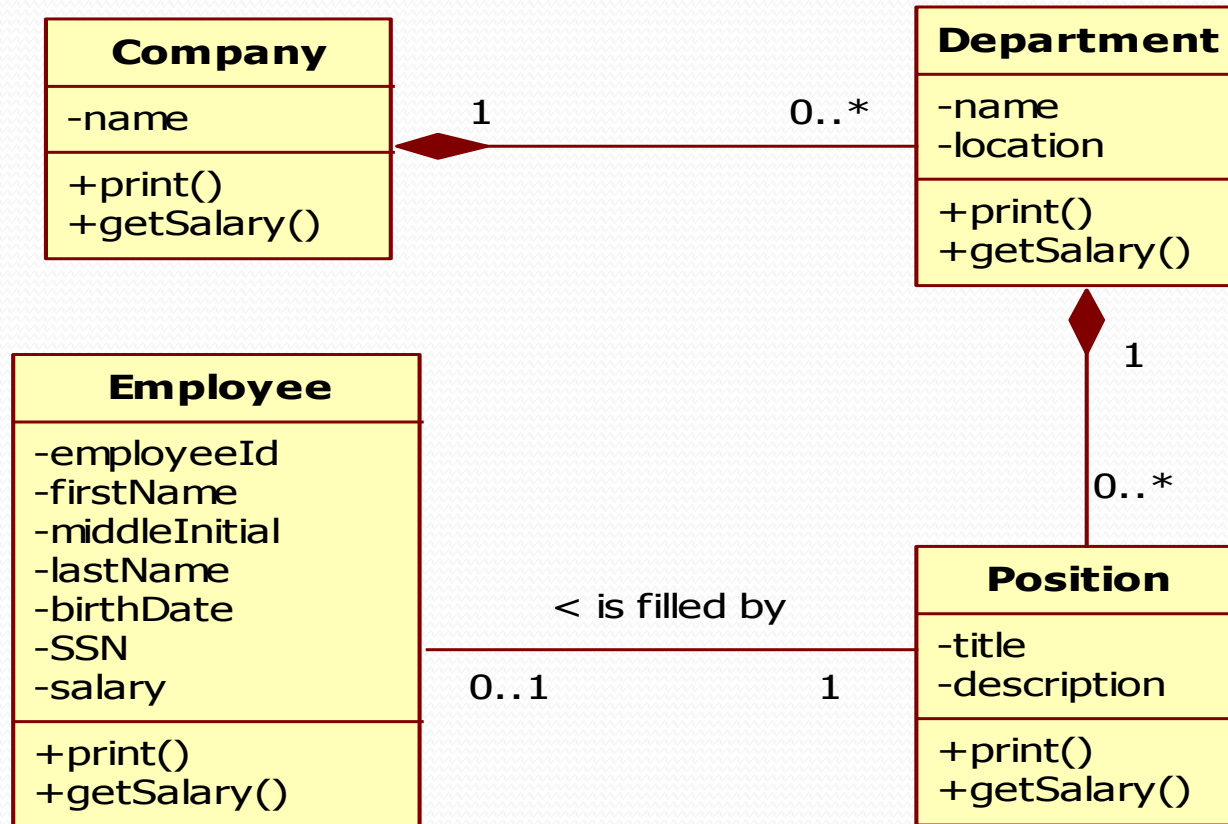 Company
-name
+print()
+getSalary()
1
0..*
Department
-name
-location
+print()
+getSalary()
1
0..*
Employee
-employeeId
-firstName
-middleInitial
-lastName
-birthDate
-SSN
-salary
+print()
+getSalary()
< is filled by
0..1
1
Position
-title
-description
+print()
+getSalary()